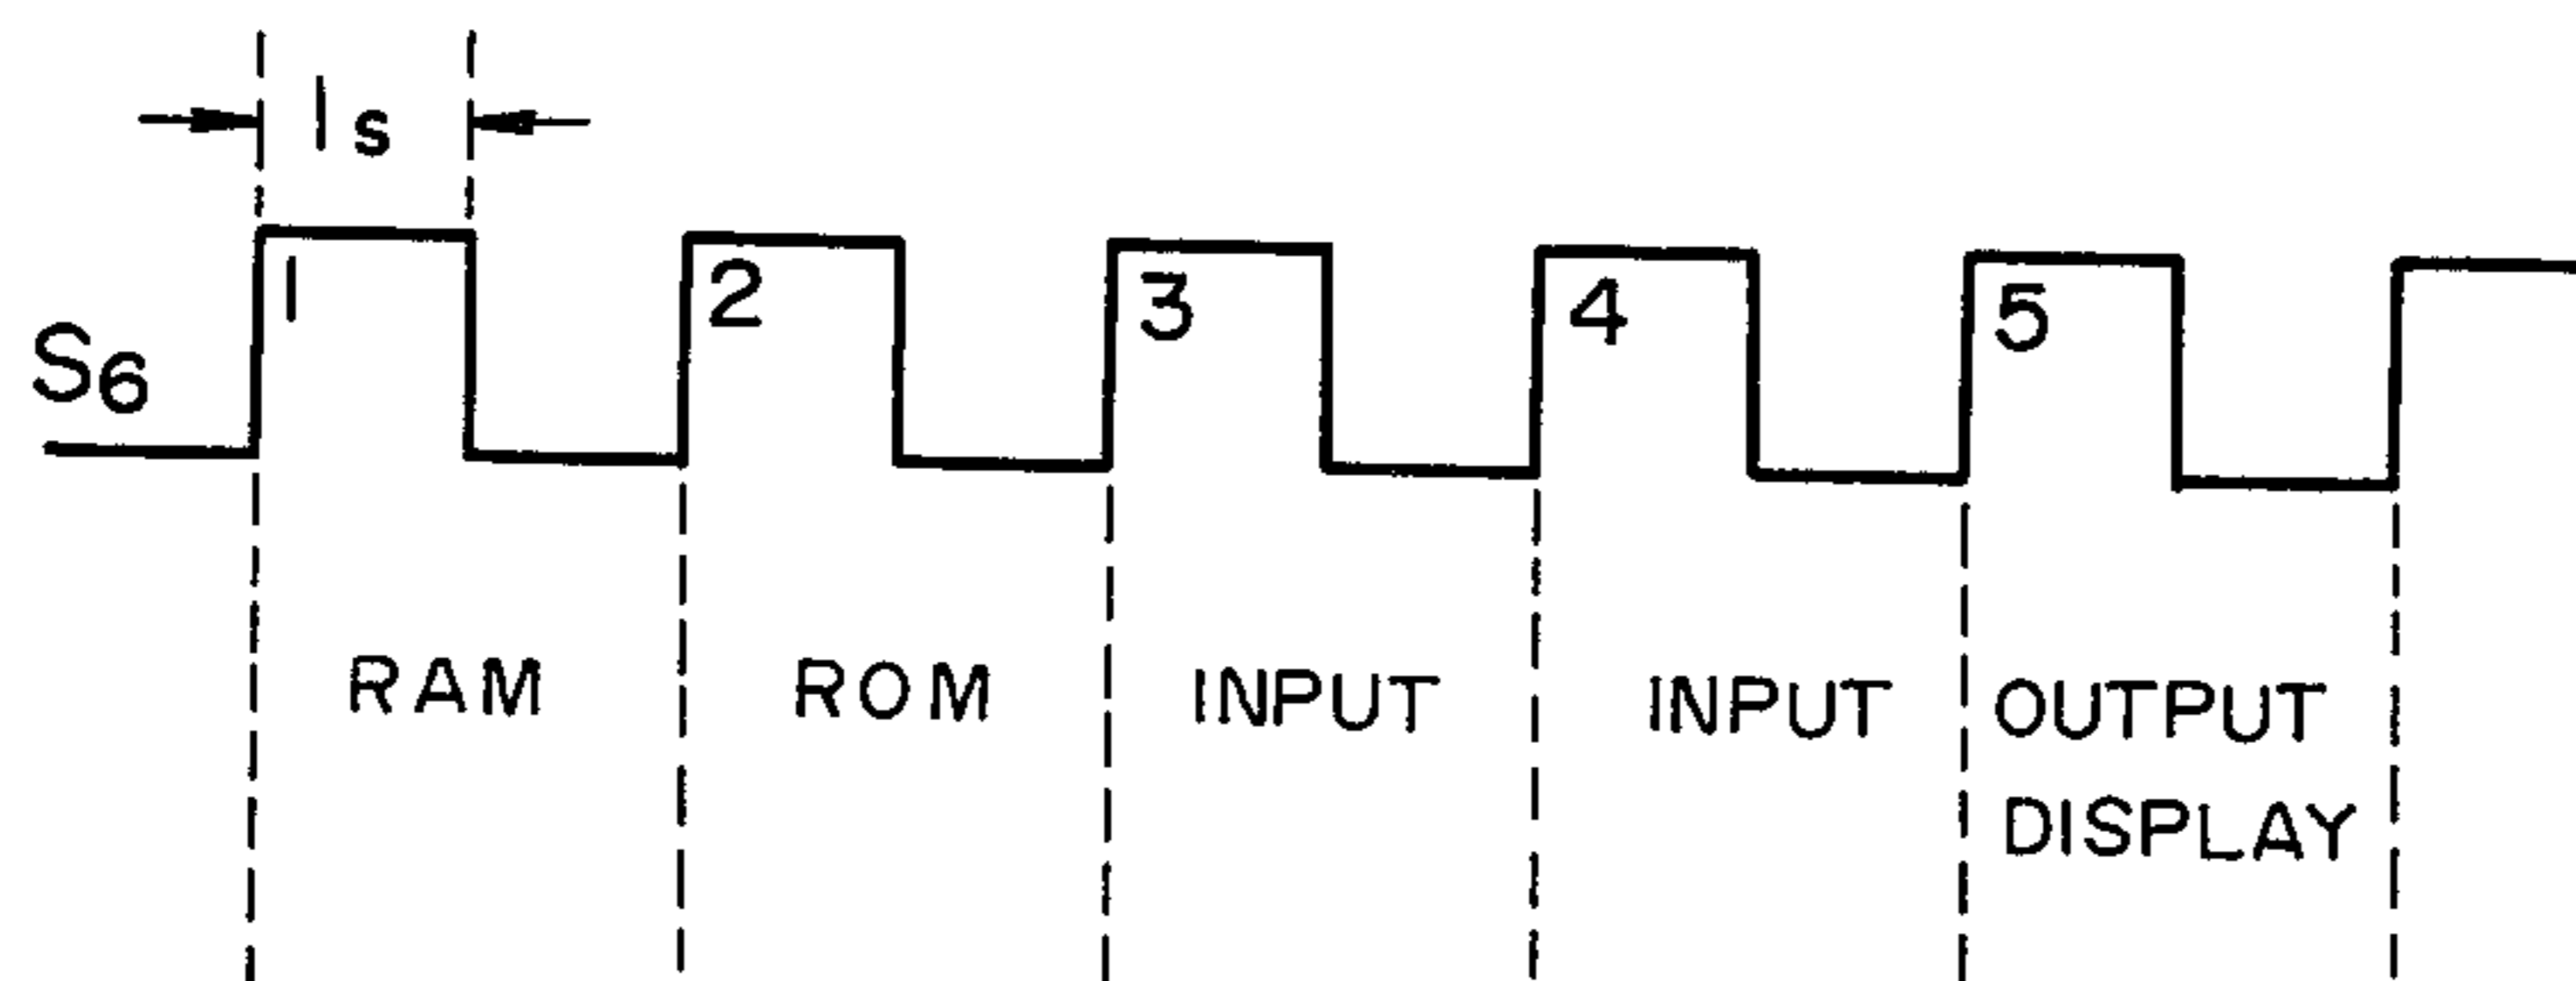 1s
1 2 3 4 5
S6
RAM ROM INPUT INPUT OUTPUT
DISPLAY